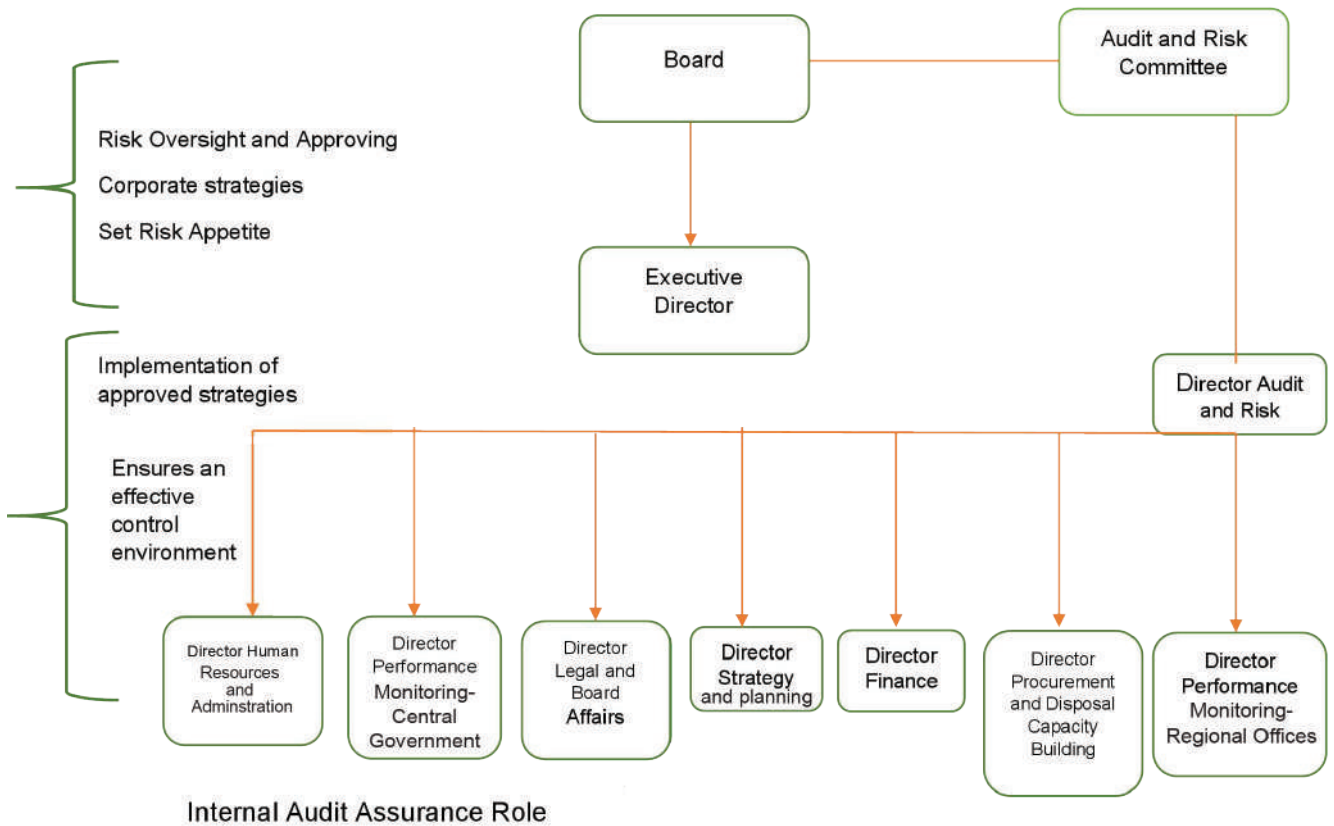 Board
Audit and Risk
Committee
Risk Oversight and Approving
Corporate strategies
Set Risk Appetite
Executive
Director
Implementation of
approved strategies
Director Audit
and Risk
Ensures an
effective
control
environment
Director Human
Resources
and
Adminstration
Director
Performance
Monitoring-
Central
Government
Director
Legal and
Board
Affairs
Director
Strategy
and planning
Director
Finance
Director
Procurement
and Disposal
Capacity
Building
Director
Performance
Monitoring-
Regional Offices
Internal Audit Assurance Role